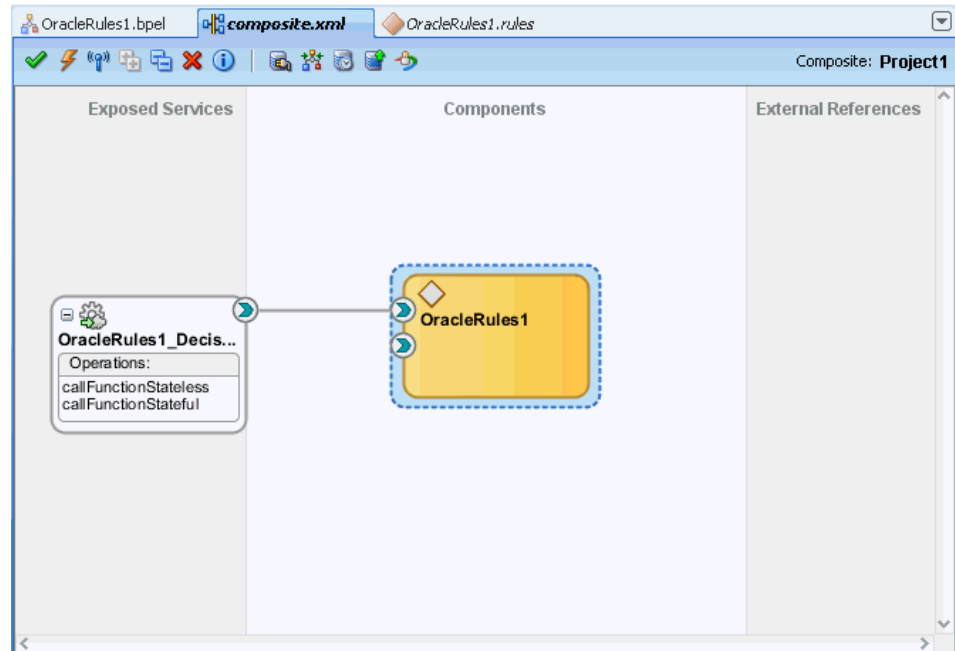 OracleRules1.bpel
composite.xml
OracleRules1.rules
Composite: Project1
Exposed Services
Components
External References
OracleRules1_Decis...
Operations:
callFunctionStateless
callFunctionStateful
OracleRules1